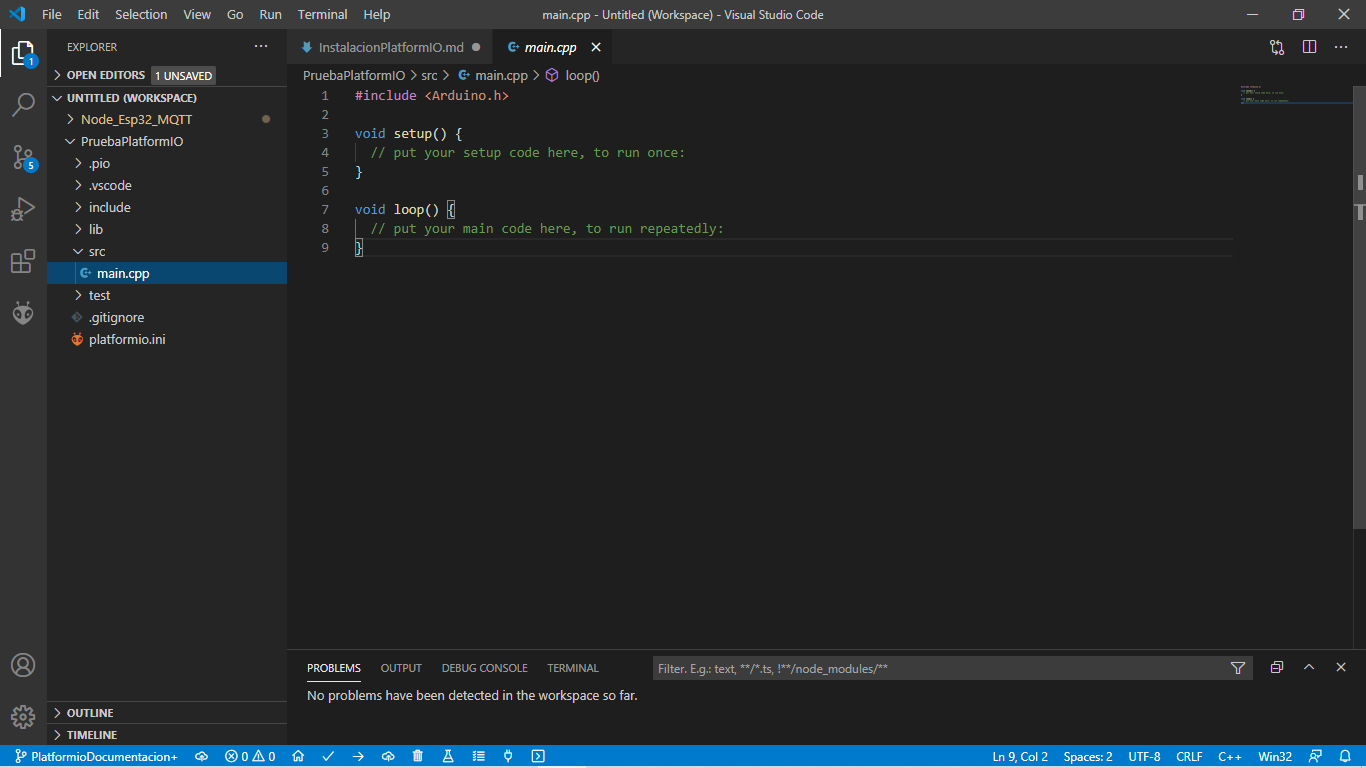 File Edit Selection View Go Run Terminal Help main.cpp - Untitled (Workspace) - Visual Studio Code
EXPLORER
OPEN EDITORS 1 UNSAVED
UNTITLED (WORKSPACE)
Node_Esp32_MQTT
PruebaPlatformIO
.pio
.vscode
include
lib
src
main.cpp
test
.gitignore
platformio.ini
OUTLINE
TIMELINE
1
5
InstalacionPlatformIO.md main.cpp
PruebaPlatformIO > src > main.cpp > loop()
1 #include <Arduino.h>
2
3 void setup() {
4 // put your setup code here, to run once:
5 }
6
7 void loop() {
8 // put your main code here, to run repeatedly:
9 }
PROBLEMS OUTPUT DEBUG CONSOLE TERMINAL Filter. E.g.: text, **/*.ts, !**/node_modules/**
No problems have been detected in the workspace so far.
PlatformioDocumentacion+ 0 0 Ln 9, Col 2 Spaces: 2 UTF-8 CRLF C++ Win32